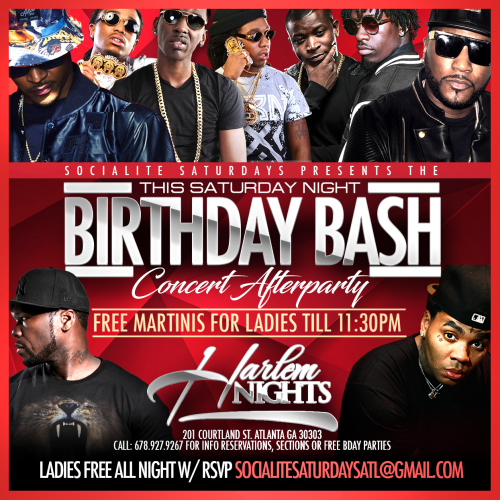 SOCIALITE SATURDAYS PRESENTS THE
THIS SATURDAY NIGHT
BIRTHDAY BASH
Concert Afterparty
FREE MARTINIS FOR LADIES TILL 11:30PM
Harlem
NIGHTS
201 COURTLAND ST. ATLANTA GA 30303
CALL: 678.927.9267 FOR INFO RESERVATIONS, SECTIONS OR FREE BDAY PARTIES
LADIES FREE ALL NIGHT W/ RSVP SOCIALITESATURDAYSATL@GMAIL.COM